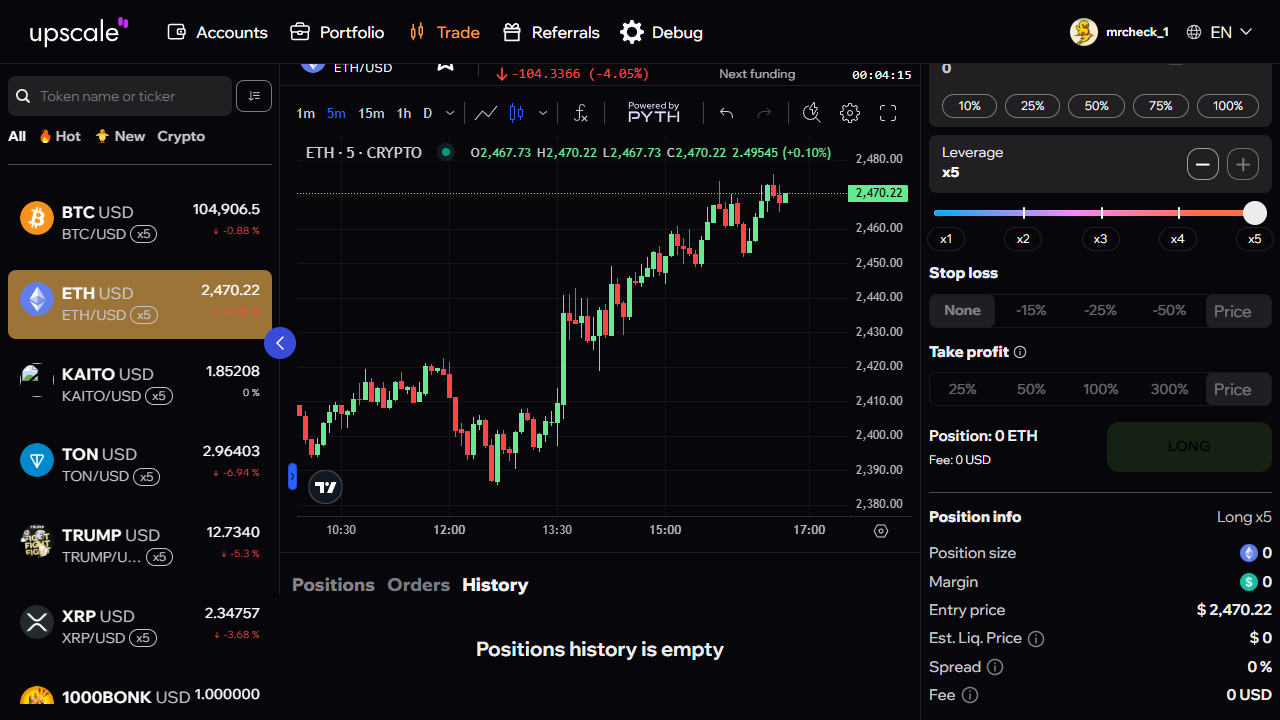 upscale
Accounts
Portfolio
Trade
Referrals
Debug
mrcheck_1
EN
Token name or ticker
All
Hot
New
Crypto
BTC USD
104,906.5
BTC/USD x5
-0.88 %
ETH USD
2,470.22
ETH/USD x5
KAITO USD
1.85208
KAITO/USD x5
0 %
TON USD
2.96403
TON/USD x5
-6.94 %
TRUMP USD
12.7340
TRUMP/U... x5
-5.3 %
XRP USD
2.34757
XRP/USD x5
-3.68 %
1000BONK USD
1.000000
ETH/USD
-104.3366 (-4.05%)
Next funding
00:04:15
1m 5m 15m 1h D
Powered by
PYTH
ETH · 5 · CRYPTO
O2,467.73 H2,470.22 L2,467.73 C2,470.22 2.49545 (+0.10%)
2,480.00
2,470.22
2,460.00
2,450.00
2,440.00
2,430.00
2,420.00
2,410.00
2,400.00
2,390.00
2,380.00
10:30
12:00
13:30
15:00
17:00
Positions
Orders
History
Positions history is empty
0
10%
25%
50%
75%
100%
Leverage
x5
x1
x2
x3
x4
x5
Stop loss
None
-15%
-25%
-50%
Price
Take profit
25%
50%
100%
300%
Price
Position: 0 ETH
Fee: 0 USD
LONG
Position info
Long x5
Position size
0
Margin
0
Entry price
$ 2,470.22
Est. Liq. Price
$ 0
Spread
0 %
Fee
0 USD